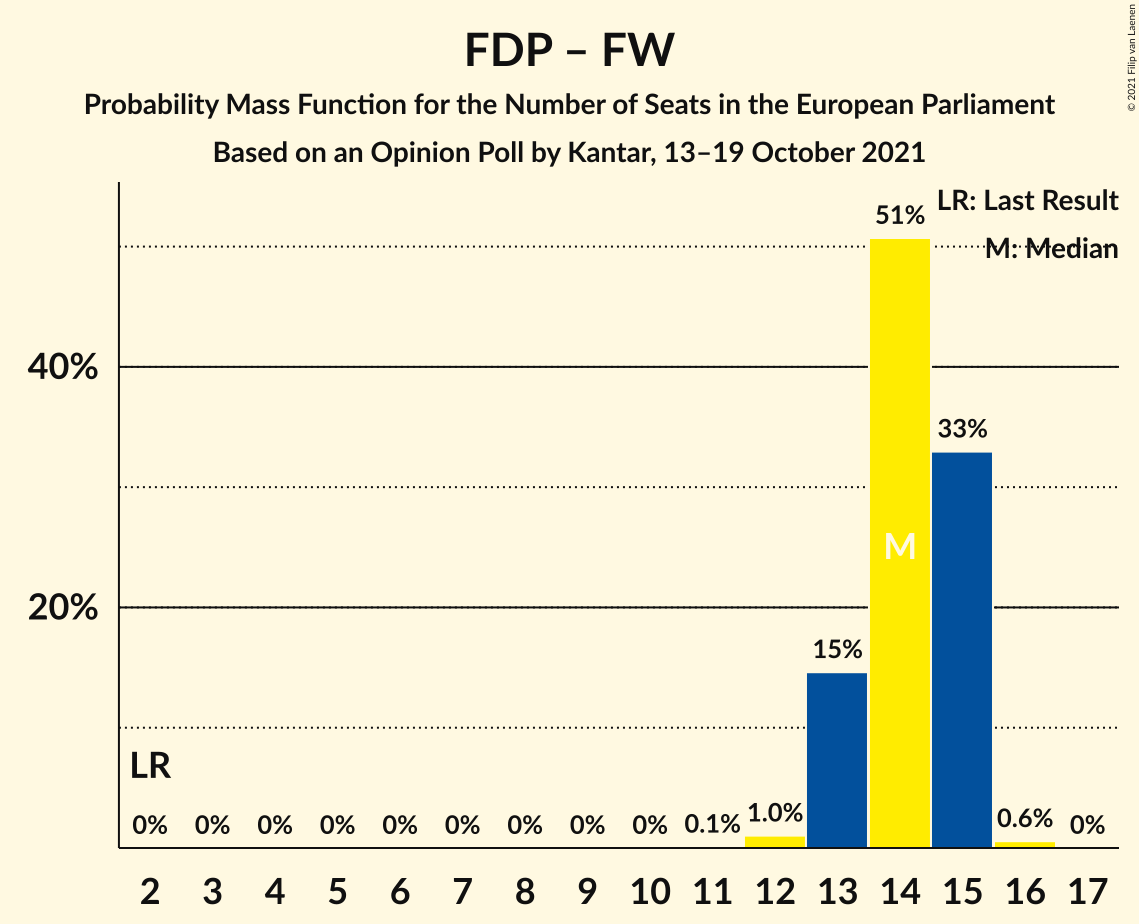 FDP – FW
Probability Mass Function for the Number of Seats in the European Parliament
Based on an Opinion Poll by Kantar, 13–19 October 2021
© 2021 Filip van Laenen
LR: Last Result
M: Median
51%
40%
33%
M
20%
15%
LR
0% 0% 0% 0% 0% 0% 0% 0% 0% 0.1% 1.0% 0.6% 0%
2 3 4 5 6 7 8 9 10 11 12 13 14 15 16 17